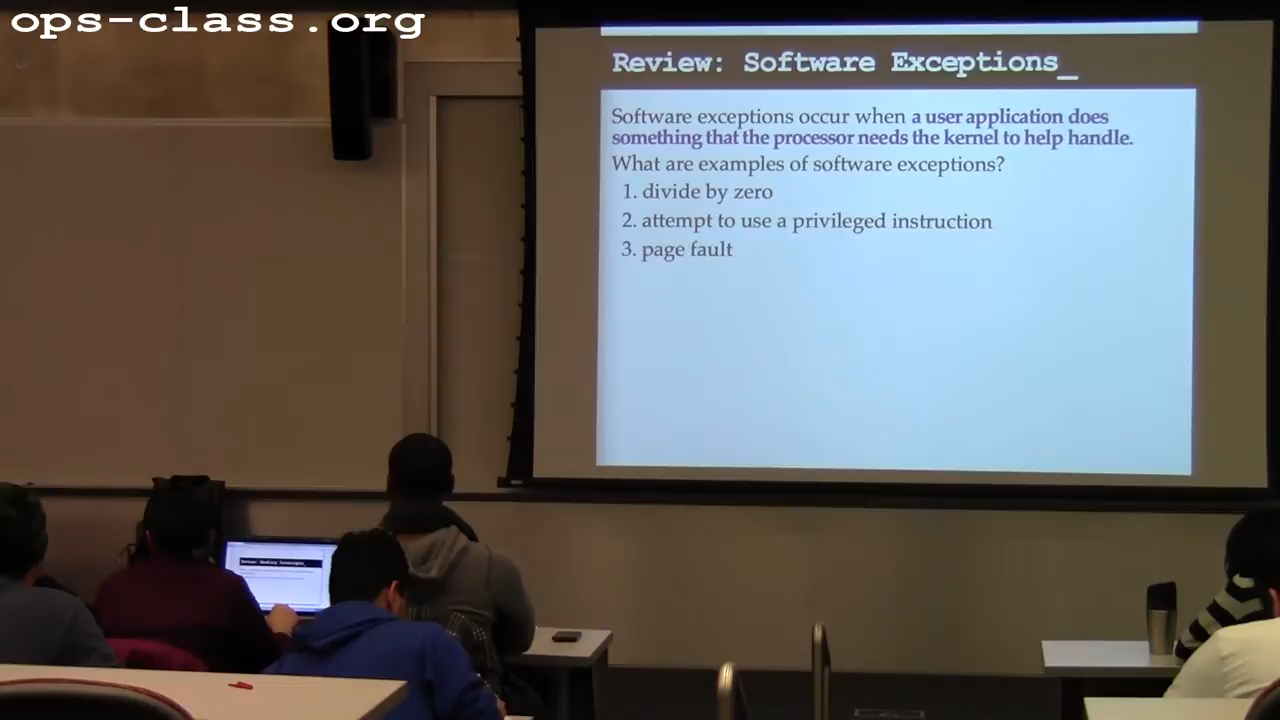 ops-class.org
Review: Software Exceptions_
Software exceptions occur when a user application does
something that the processor needs the kernel to help handle.
What are examples of software exceptions?
1. divide by zero
2. attempt to use a privileged instruction
3. page fault